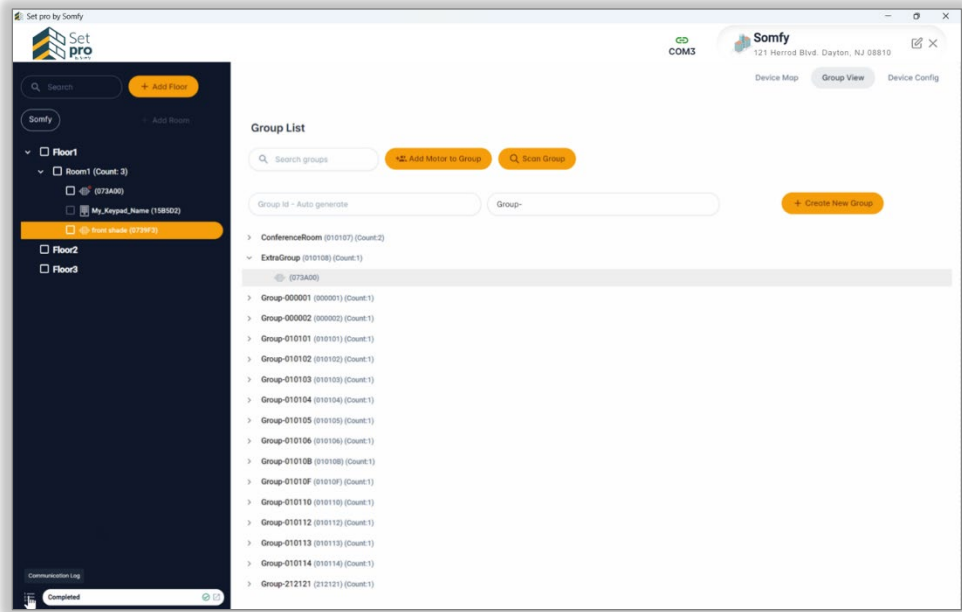 Set pro by Somfy
Set
pro
by Somfy
COM3
Somfy
121 Herrod Blvd. Dayton, NJ 08810
Device Map
Group View
Device Config
Search
+ Add Floor
Somfy
+ Add Room
Floor1
Room1 (Count: 3)
(073A00)
My_Keypad_Name (15B5D2)
front shade (0739F3)
Floor2
Floor3
Communication Log
Completed
Group List
Search groups
Add Motor to Group
Scan Group
Group Id - Auto generate
Group-
+ Create New Group
ConferenceRoom (010107) (Count:2)
ExtraGroup (010108) (Count:1)
(073A00)
Group-000001 (000001) (Count:1)
Group-000002 (000002) (Count:1)
Group-010101 (010101) (Count:1)
Group-010102 (010102) (Count:1)
Group-010103 (010103) (Count:1)
Group-010104 (010104) (Count:1)
Group-010105 (010105) (Count:1)
Group-010106 (010106) (Count:1)
Group-01010B (01010B) (Count:1)
Group-01010F (01010F) (Count:1)
Group-010110 (010110) (Count:1)
Group-010112 (010112) (Count:1)
Group-010113 (010113) (Count:1)
Group-010114 (010114) (Count:1)
Group-212121 (212121) (Count:1)